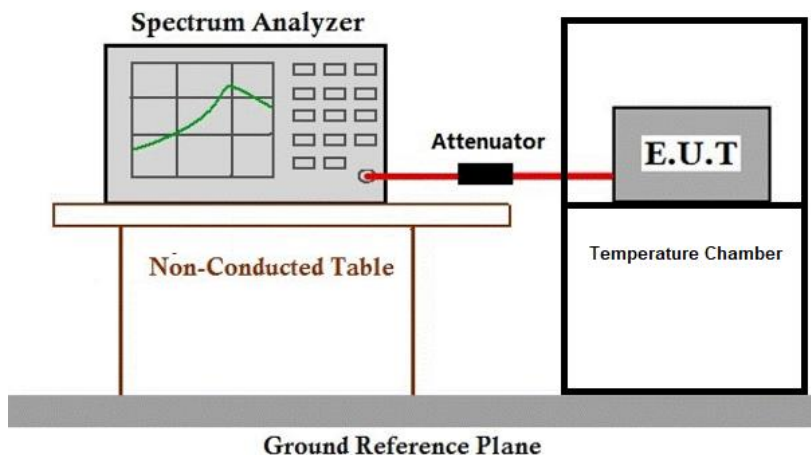 Spectrum Analyzer
Attenuator
E.U.T
Temperature Chamber
Non-Conducted Table
Ground Reference Plane